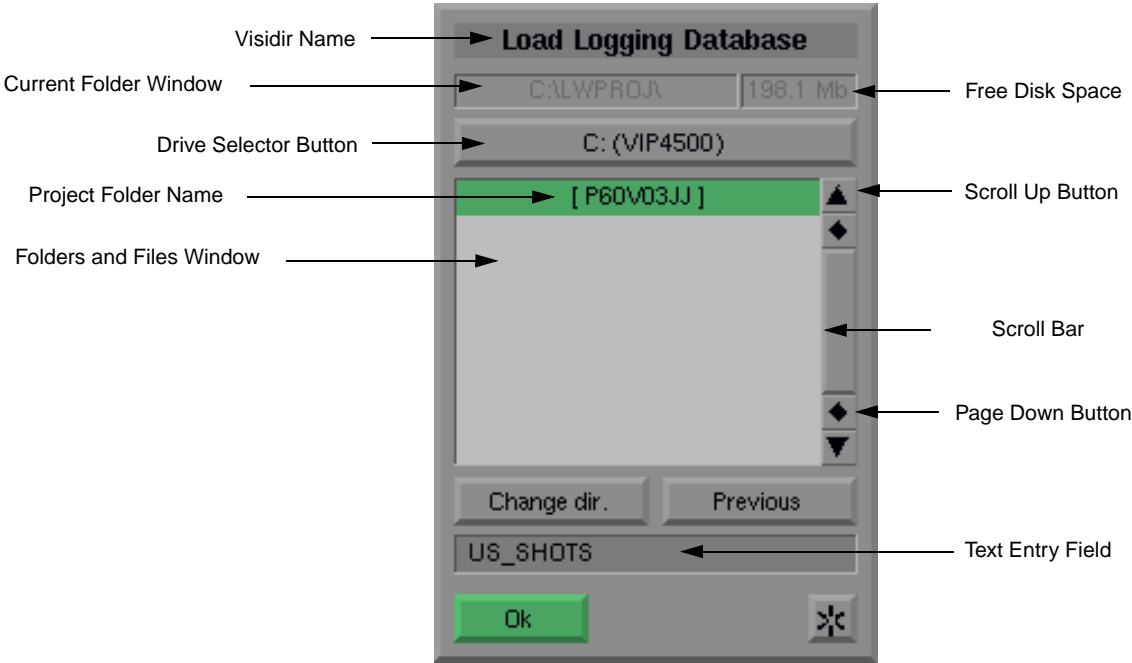 Visidir Name
Load Logging Database
Current Folder Window
C:\LWPROJ\
198.1 Mb
Free Disk Space
Drive Selector Button
C: (VIP4500)
Project Folder Name
[ P60V03JJ ]
Scroll Up Button
Folders and Files Window
Scroll Bar
Page Down Button
Change dir.
Previous
US_SHOTS
Text Entry Field
Ok